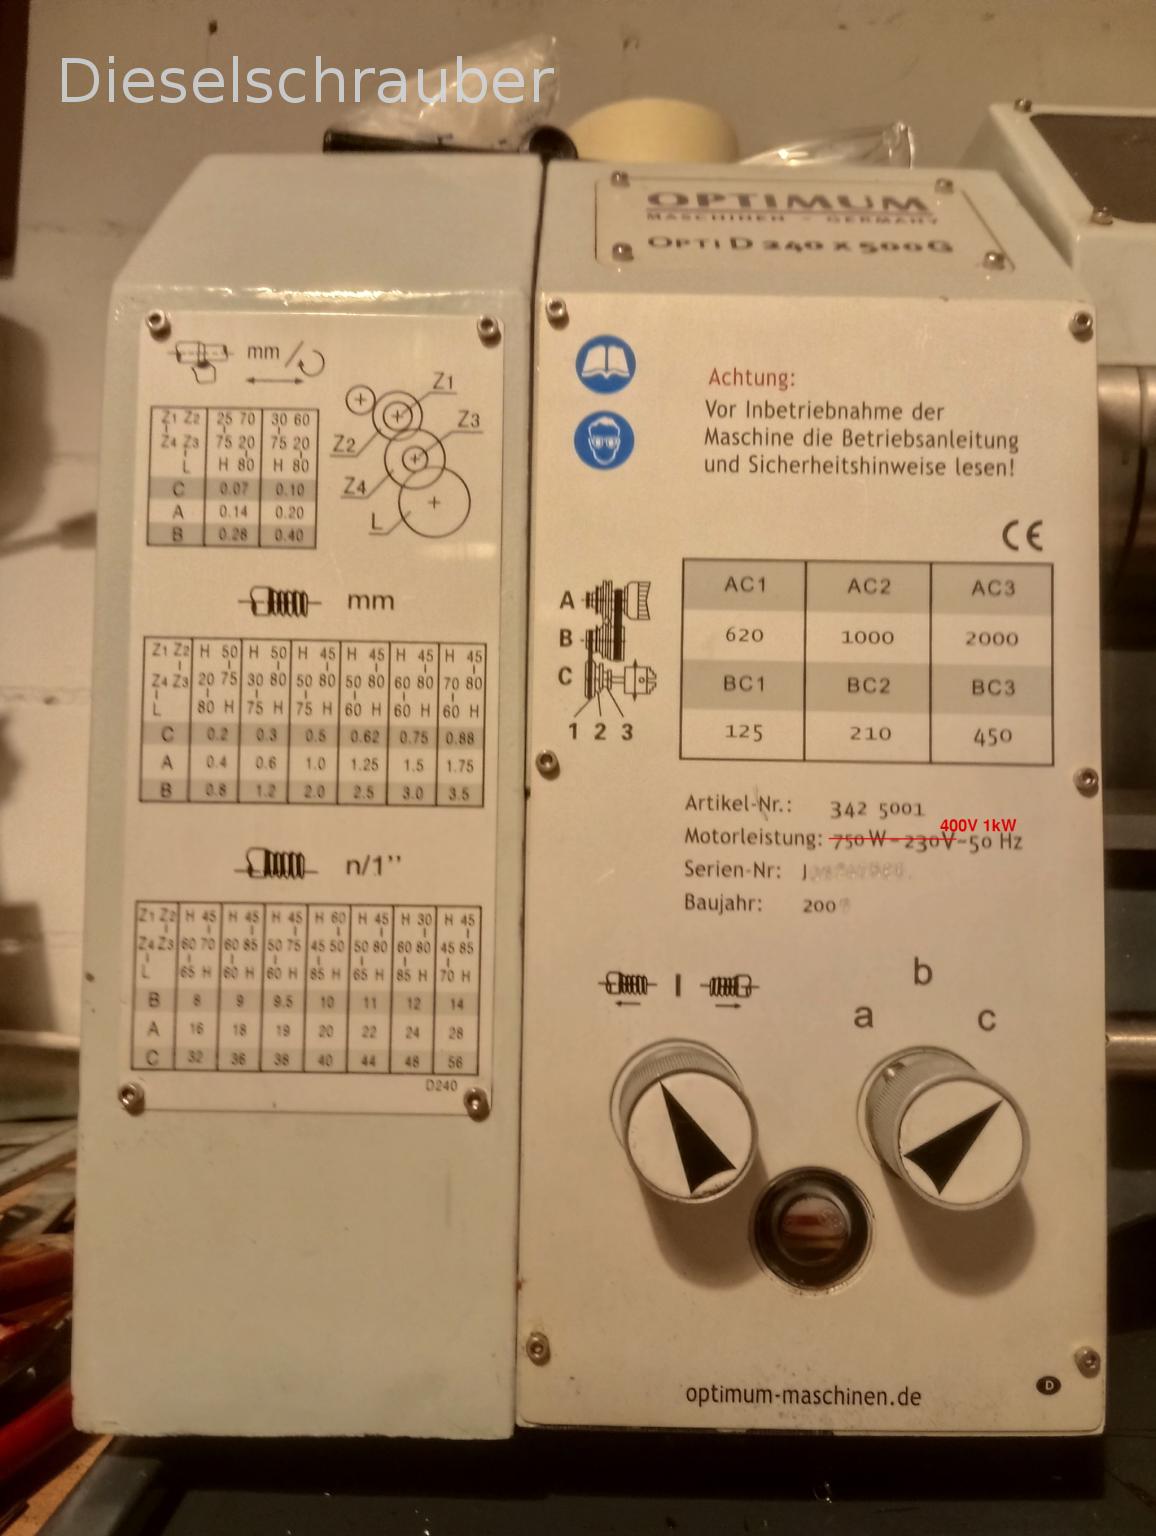 Dieselschrauber
OPTIMUM
MASCHINEN - GERMANY
OPTI D 240 X 500G
mm /
Z1
Z3
Z2
Z4
L
Z1 Z2 25 70 30 60
Z4 Z3 75 20 75 20
L H 80 H 80
C 0.07 0.10
A 0.14 0.20
B 0.28 0.40
mm
Z1 Z2 H 50 H 50 H 45 H 45 H 45 H 45
Z4 Z3 20 75 30 80 50 80 50 80 60 80 70 80
L 80 H 75 H 75 H 60 H 60 H 60 H
C 0.2 0.3 0.5 0.62 0.75 0.88
A 0.4 0.6 1.0 1.25 1.5 1.75
B 0.8 1.2 2.0 2.5 3.0 3.5
n/1''
Z1 Z2 H 45 H 45 H 45 H 60 H 45 H 30 H 45
Z4 Z3 60 70 60 85 50 75 45 50 50 80 60 80 45 85
L 65 H 60 H 60 H 85 H 65 H 85 H 70 H
B 8 9 9.5 10 11 12 14
A 16 18 19 20 22 24 28
C 32 36 38 40 44 48 56
D240
Achtung:
Vor Inbetriebnahme der
Maschine die Betriebsanleitung
und Sicherheitshinweise lesen!
CE
A
B
C
1 2 3
AC1 AC2 AC3
620 1000 2000
BC1 BC2 BC3
125 210 450
Artikel-Nr.: 342 5001
400V 1kW
Motorleistung: 750 W - 230V-50 Hz
Serien-Nr: J
Baujahr: 200
a b c
optimum-maschinen.de
D